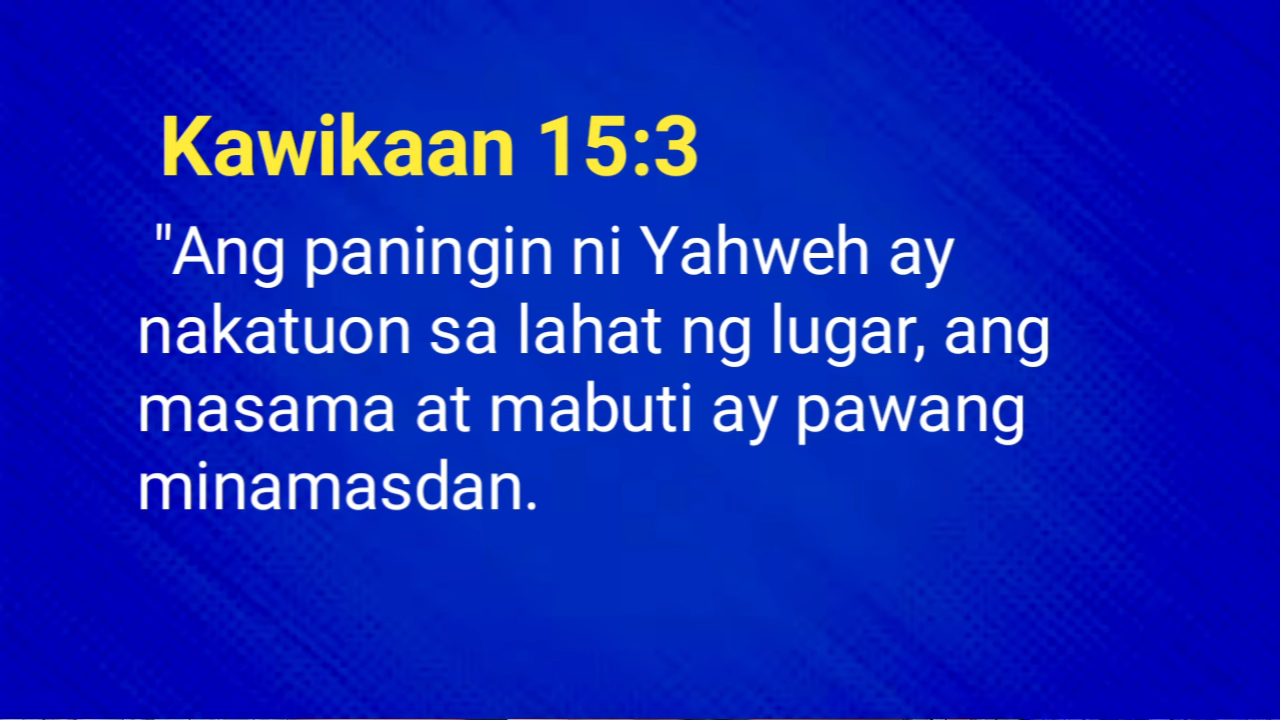 Kawikaan 15:3
"Ang paningin ni Yahweh ay
nakatuon sa lahat ng lugar, ang
masama at mabuti ay pawang
minamasdan.